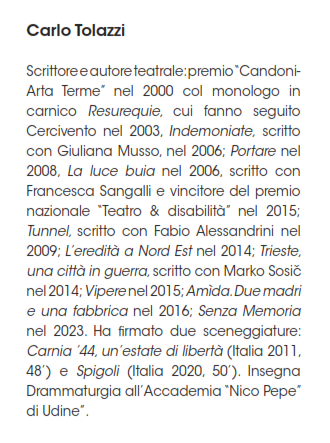 Carlo Tolazzi
Scrittore e autore teatrale: premio “Candoni-
Arta Terme” nel 2000 col monologo in
carnico Resurequie, cui fanno seguito
Cercivento nel 2003, Indemoniate, scritto
con Giuliana Musso, nel 2006; Portare nel
2008, La luce buia nel 2006, scritto con
Francesca Sangalli e vincitore del premio
nazionale “Teatro & disabilità” nel 2015;
Tunnel, scritto con Fabio Alessandrini nel
2009; L’eredità a Nord Est nel 2014; Trieste,
una città in guerra, scritto con Marko Sosič
nel 2014; Vipere nel 2015; Amìda. Due madri
e una fabbrica nel 2016; Senza Memoria
nel 2023. Ha firmato due sceneggiature:
Carnia ’44, un’estate di libertà (Italia 2011,
48’) e Spigoli (Italia 2020, 50’). Insegna
Drammaturgia all’Accademia “Nico Pepe”
di Udine”.